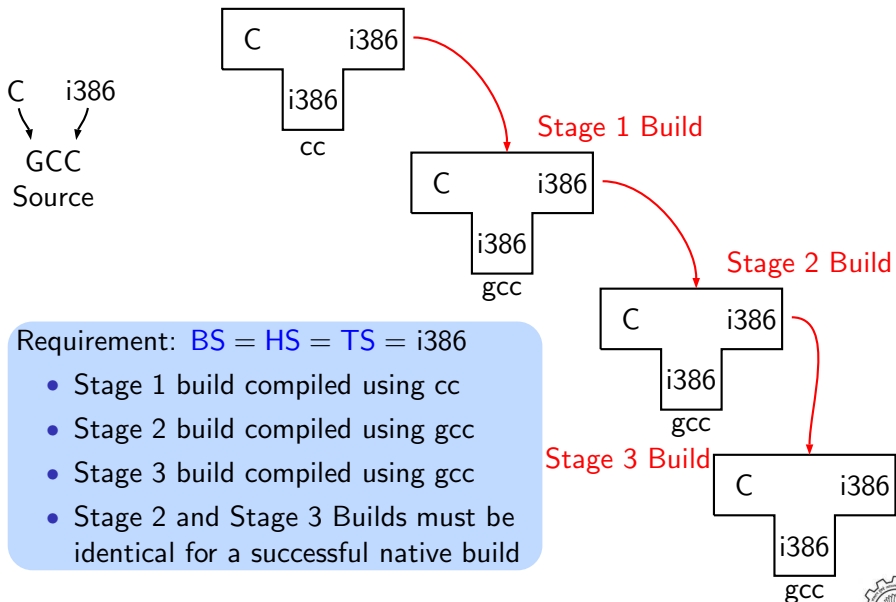 C i386
i386
cc
C i386
GCC
Source
Stage 1 Build
C i386
i386
gcc
Stage 2 Build
C i386
i386
gcc
Requirement: BS = HS = TS = i386
• Stage 1 build compiled using cc
• Stage 2 build compiled using gcc
• Stage 3 build compiled using gcc
• Stage 2 and Stage 3 Builds must be
identical for a successful native build
Stage 3 Build
C i386
i386
gcc